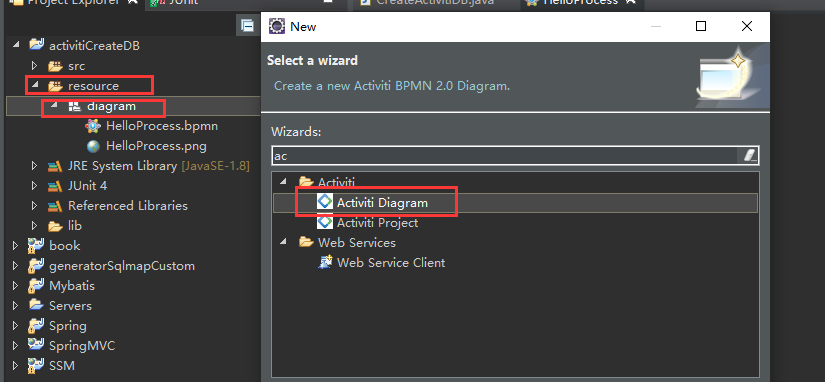 Project Explorer
JUnit
CreateActivitiDB.java
HelloProcess
activitiCreateDB
src
resource
diagram
HelloProcess.bpmn
HelloProcess.png
JRE System Library [JavaSE-1.8]
JUnit 4
Referenced Libraries
lib
book
generatorSqlmapCustom
Mybatis
Servers
Spring
SpringMVC
SSM
New
Select a wizard
Create a new Activiti BPMN 2.0 Diagram.
Wizards:
ac
Activiti
Activiti Diagram
Activiti Project
Web Services
Web Service Client